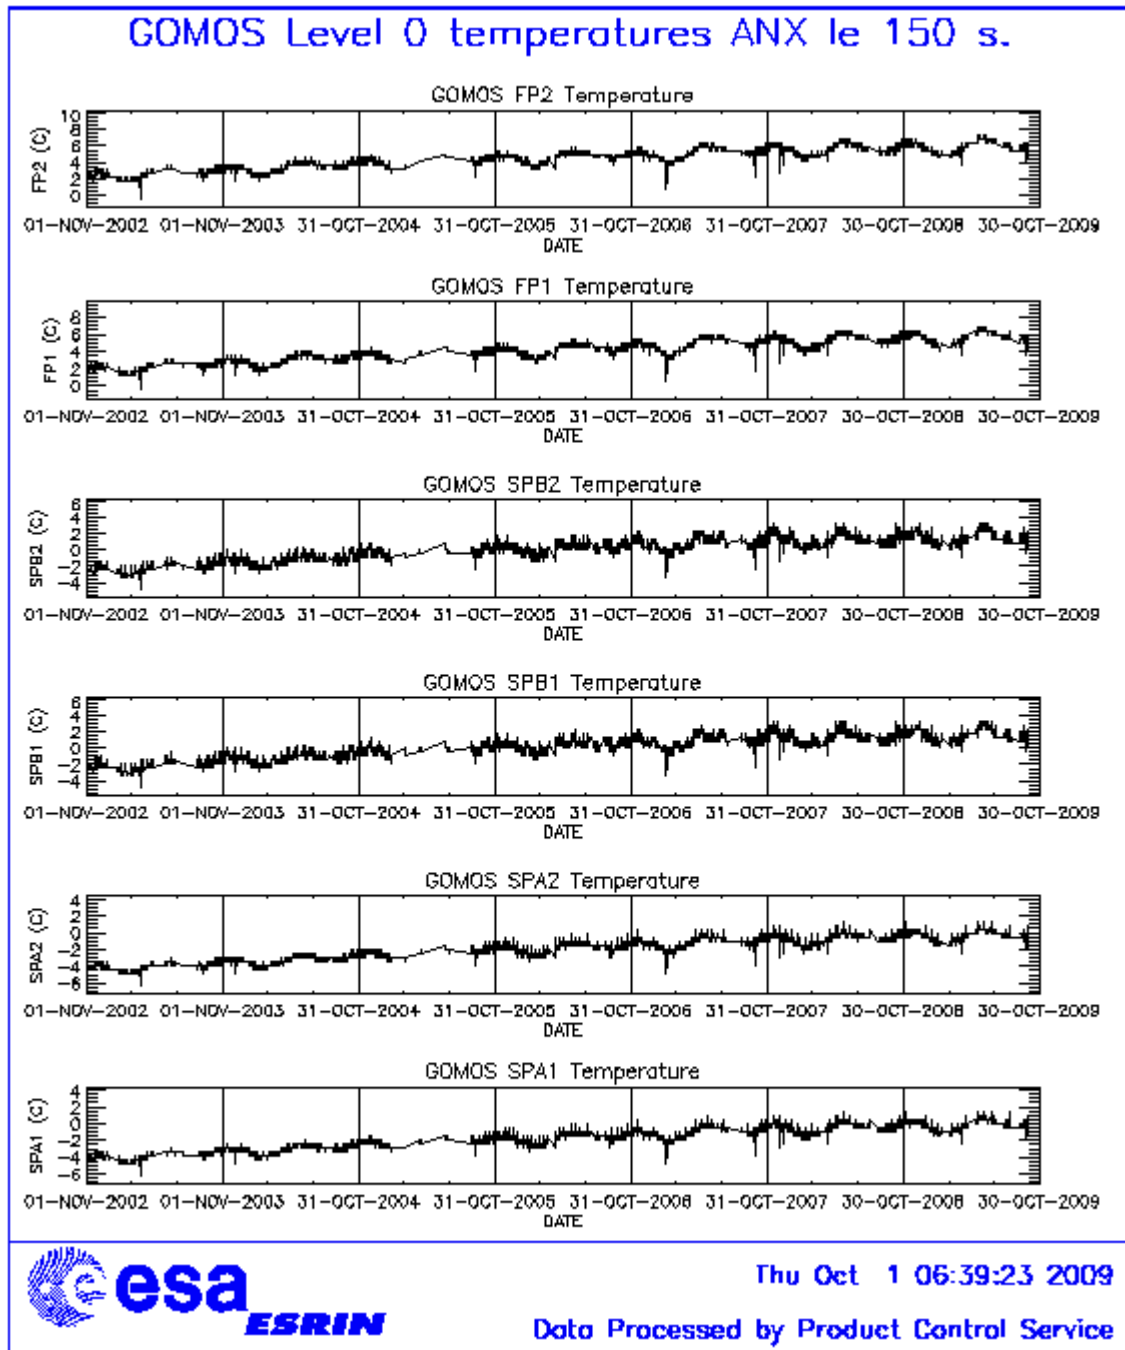 GOMOS Level 0 temperatures ANX le 150 s.
GOMOS FP2 Temperature
FP2 (C)
10
8
6
4
2
0
01-NOV-2002 01-NOV-2003 31-OCT-2004 31-OCT-2005 31-OCT-2006 31-OCT-2007 30-OCT-2008 30-OCT-2009
DATE
GOMOS FP1 Temperature
FP1 (C)
8
6
4
2
0
01-NOV-2002 01-NOV-2003 31-OCT-2004 31-OCT-2005 31-OCT-2006 31-OCT-2007 30-OCT-2008 30-OCT-2009
DATE
GOMOS SPB2 Temperature
SPB2 (C)
6
4
2
0
-2
-4
01-NOV-2002 01-NOV-2003 31-OCT-2004 31-OCT-2005 31-OCT-2006 31-OCT-2007 30-OCT-2008 30-OCT-2009
DATE
GOMOS SPB1 Temperature
SPB1 (C)
6
4
2
0
-2
-4
01-NOV-2002 01-NOV-2003 31-OCT-2004 31-OCT-2005 31-OCT-2006 31-OCT-2007 30-OCT-2008 30-OCT-2009
DATE
GOMOS SPA2 Temperature
SPA2 (C)
4
2
0
-2
-4
-6
01-NOV-2002 01-NOV-2003 31-OCT-2004 31-OCT-2005 31-OCT-2006 31-OCT-2007 30-OCT-2008 30-OCT-2009
DATE
GOMOS SPA1 Temperature
SPA1 (C)
4
2
0
-2
-4
-6
01-NOV-2002 01-NOV-2003 31-OCT-2004 31-OCT-2005 31-OCT-2006 31-OCT-2007 30-OCT-2008 30-OCT-2009
DATE
esa
ESRIN
Thu Oct 1 06:39:23 2009
Data Processed by Product Control Service